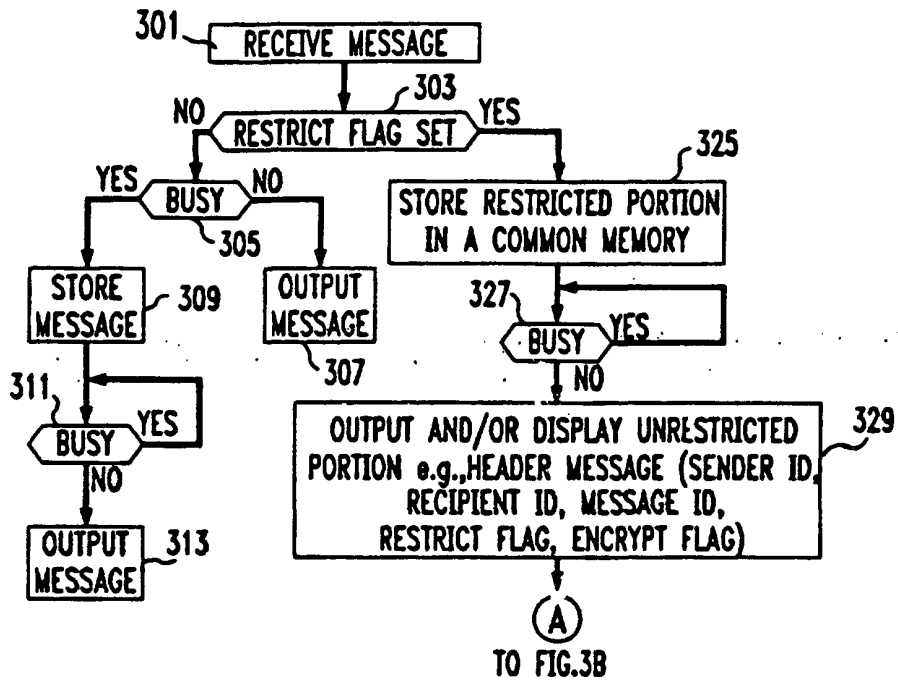 301
RECEIVE MESSAGE
303
NO
RESTRICT FLAG SET
YES
YES
BUSY
NO
305
325
STORE RESTRICTED PORTION
IN A COMMON MEMORY
STORE
MESSAGE
309
OUTPUT
MESSAGE
307
327
BUSY
YES
NO
311
BUSY
YES
NO
OUTPUT AND/OR DISPLAY UNRESTRICTED
PORTION e.g.,HEADER MESSAGE (SENDER ID,
RECIPIENT ID, MESSAGE ID,
RESTRICT FLAG, ENCRYPT FLAG)
329
OUTPUT
MESSAGE
313
A
TO FIG.3B